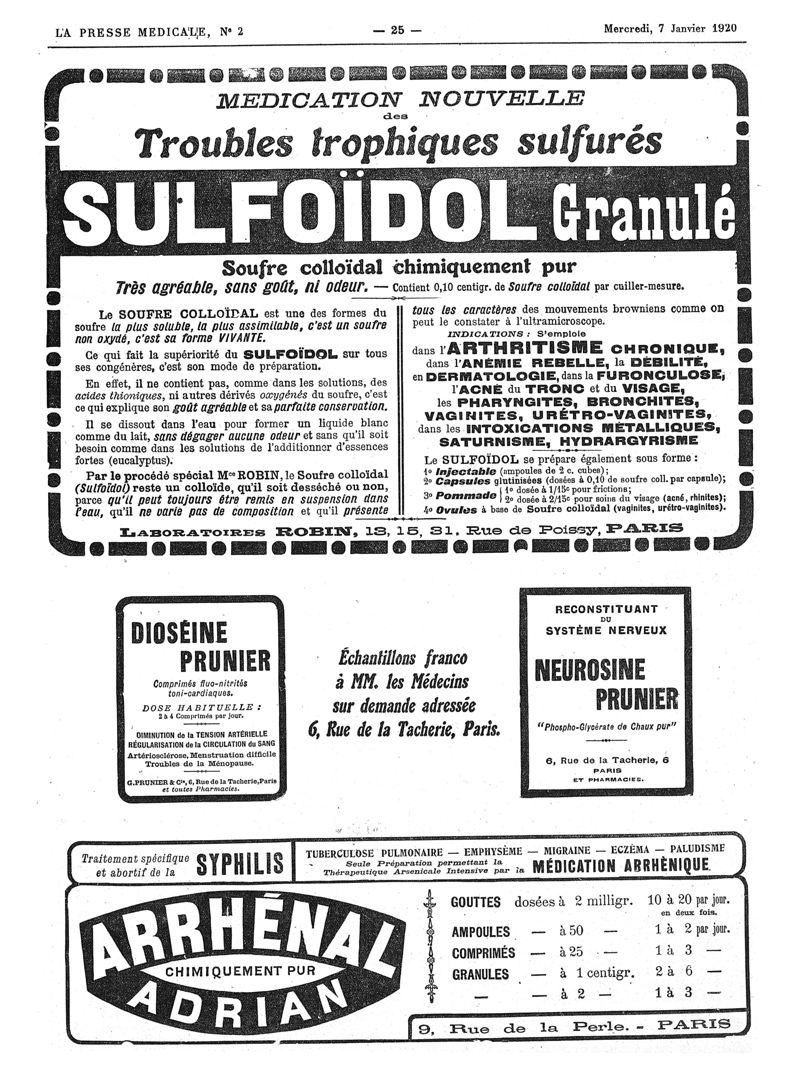 LA PRESSE MEDICALE, Nº 2 — 25 — Mercredi, 7 Janvier 1920
MEDICATION NOUVELLE
des
Troubles trophiques sulfurés
SULFOÏDOL Granulé
Soufre colloïdal chimiquement pur
Très agréable, sans goût, ni odeur. — Contient 0,10 centigr. de Soufre colloïdal par cuiller-mesure.
Le SOUFRE COLLOÏDAL est une des formes du
soufre la plus soluble, la plus assimilable, c'est un soufre
non oxydé, c'est sa forme VIVANTE.
Ce qui fait la supériorité du SULFOÏDOL sur tous
ses congénères, c'est son mode de préparation.
En effet, il ne contient pas, comme dans les solutions, des
acides thioniques, ni autres dérivés oxygénés du soufre, c'est
ce qui explique son goût agréable et sa parfaite conservation.
Il se dissout dans l'eau pour former un liquide blanc
comme du lait, sans dégager aucune odeur et sans qu'il soit
besoin comme dans les solutions de l'additionner d'essences
fortes (eucalyptus).
Par le procédé spécial Mᶜᵒ ROBIN, le Soufre colloïdal
(Sulfoïdol) reste un colloïde, qu'il soit desséché ou non,
parce qu'il peut toujours être remis en suspension dans
l'eau, qu'il ne varie pas de composition et qu'il présente
tous les caractères des mouvements browniens comme on
peut le constater à l'ultramicroscope.
INDICATIONS : S'emploie
dans l'ARTHRITISME CHRONIQUE,
dans l'ANÉMIE REBELLE, la DÉBILITÉ,
en DERMATOLOGIE, dans la FURONCULOSE,
l'ACNÉ du TRONC et du VISAGE,
les PHARYNGITES, BRONCHITES,
VAGINITES, URÉTRO-VAGINITES,
dans les INTOXICATIONS MÉTALLIQUES,
SATURNISME, HYDRARGYRISME
Le SULFOÏDOL se prépare également sous forme :
1º Injectable (ampoules de 2 c. cubes) ;
2º Capsules glutinisées (dosées à 0,10 de soufre coll. par capsule) ;
3º Pommade { 1º dosée à 1/15ᵉ pour frictions ;
2º dosée à 2/15ᵉ pour soins du visage (acné, rhinites) ;
4º Ovules à base de Soufre colloïdal (vaginites, urétro-vaginites).
LABORATOIRES ROBIN, 13, 15, 31, Rue de Poissy, PARIS
DIOSÉINE
PRUNIER
Comprimés fluo-nitrités
toni-cardiaques.
DOSE HABITUELLE :
2 à 4 Comprimés par jour.
DIMINUTION de la TENSION ARTÉRIELLE
RÉGULARISATION de la CIRCULATION du SANG
Artériosclérose, Menstruation difficile
Troubles de la Ménopause.
G. PRUNIER & Cⁱᵉ, 6, Rue de la Tacherie, Paris
et toutes Pharmacies.
Échantillons franco
à MM. les Médecins
sur demande adressée
6, Rue de la Tacherie, Paris.
RECONSTITUANT
DU
SYSTÈME NERVEUX
NEUROSINE
PRUNIER
"Phospho-Glycérate de Chaux pur"
6, Rue de la Tacherie, 6
PARIS
ET PHARMACIES.
Traitement spécifique
et abortif de la SYPHILIS
TUBERCULOSE PULMONAIRE — EMPHYSÈME — MIGRAINE — ECZÉMA — PALUDISME
Seule Préparation permettant la
Thérapeutique Arsenicale Intensive par la MÉDICATION ARRHÈNIQUE
ARRHÉNAL
CHIMIQUEMENT PUR
ADRIAN
GOUTTES dosées à 2 milligr. 10 à 20 par jour.
en deux fois.
AMPOULES — à 50 — 1 à 2 par jour.
COMPRIMÉS — à 25 — 1 à 3 —
GRANULES — à 1 centigr. 2 à 6 —
— — à 2 — 1 à 3 —
9, Rue de la Perle. - PARIS